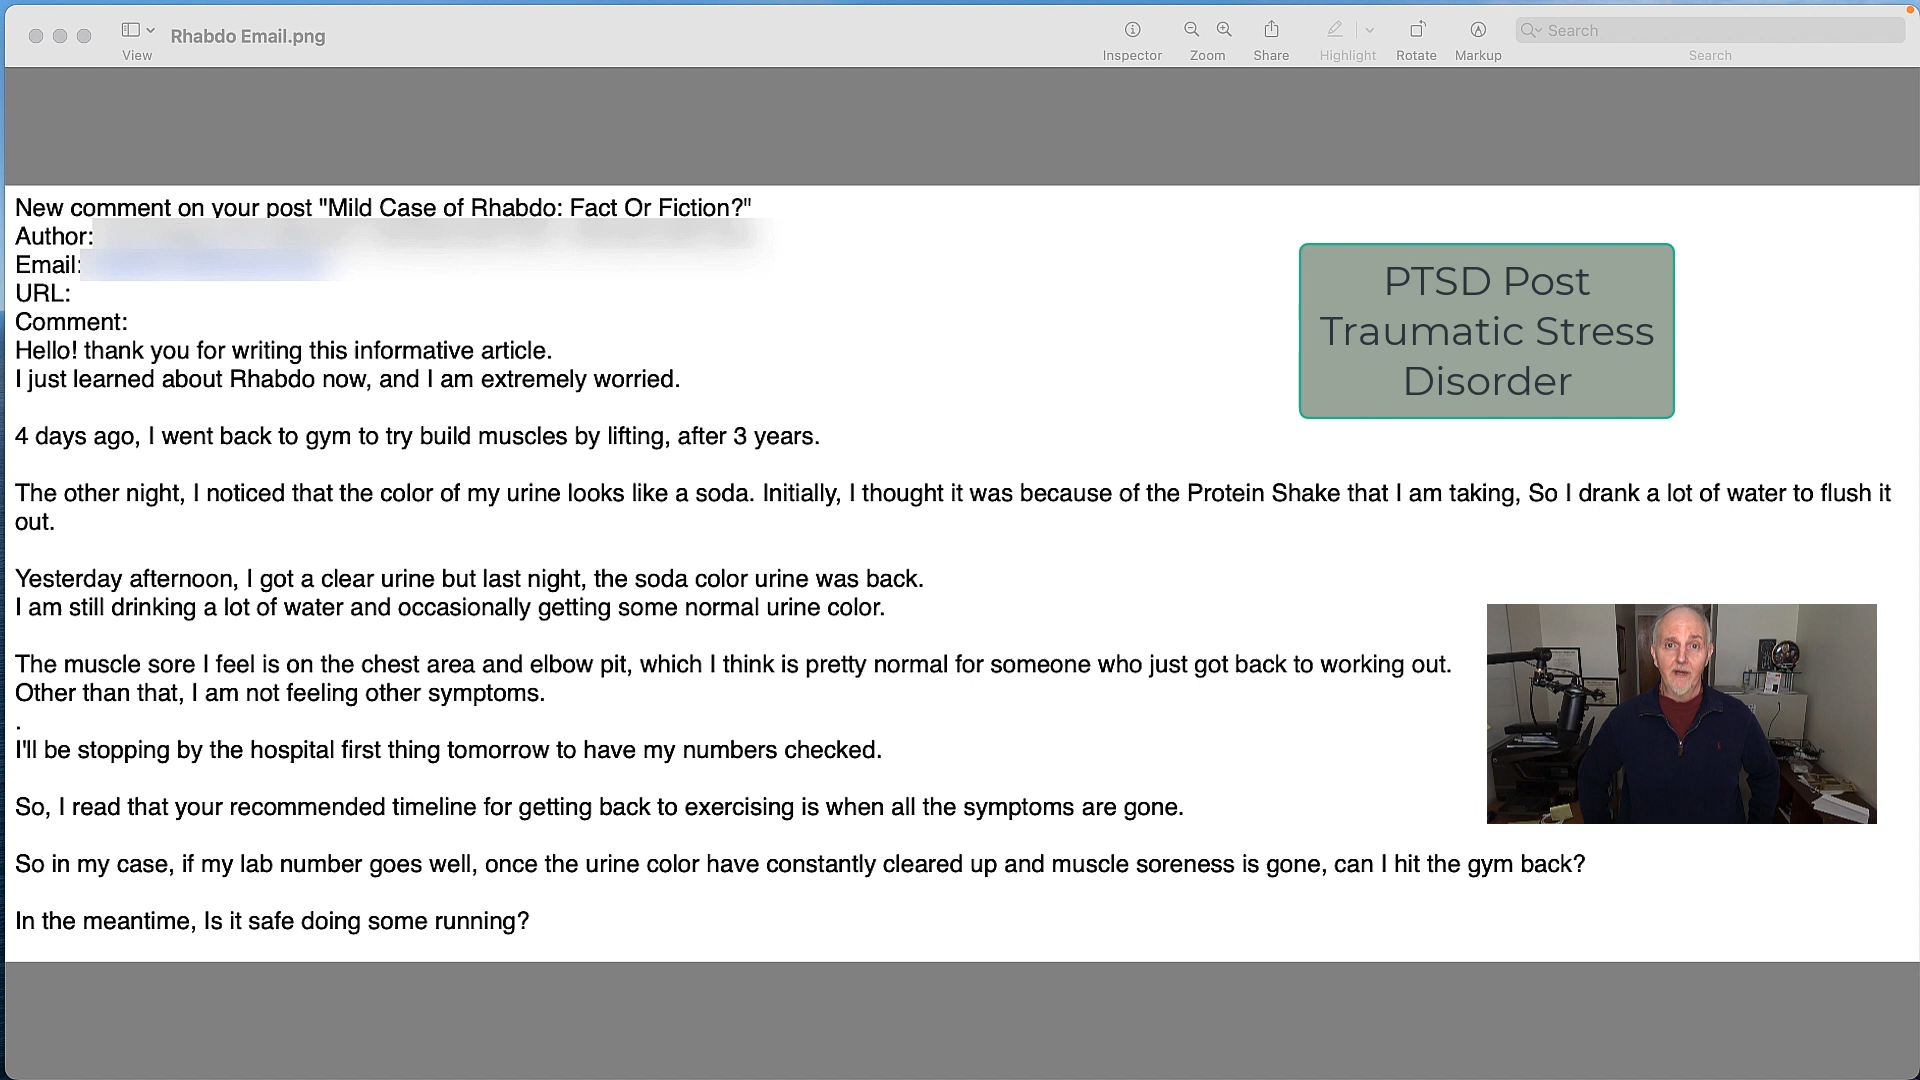 Rhabdo Email.png
View
Inspector
Zoom
Share
Highlight
Rotate
Markup
Search
Search
New comment on your post "Mild Case of Rhabdo: Fact Or Fiction?"
Author:
Email:
URL:
Comment:
Hello! thank you for writing this informative article.
I just learned about Rhabdo now, and I am extremely worried.
4 days ago, I went back to gym to try build muscles by lifting, after 3 years.
The other night, I noticed that the color of my urine looks like a soda. Initially, I thought it was because of the Protein Shake that I am taking, So I drank a lot of water to flush it
out.
Yesterday afternoon, I got a clear urine but last night, the soda color urine was back.
I am still drinking a lot of water and occasionally getting some normal urine color.
The muscle sore I feel is on the chest area and elbow pit, which I think is pretty normal for someone who just got back to working out.
Other than that, I am not feeling other symptoms.
.
I'll be stopping by the hospital first thing tomorrow to have my numbers checked.
So, I read that your recommended timeline for getting back to exercising is when all the symptoms are gone.
So in my case, if my lab number goes well, once the urine color have constantly cleared up and muscle soreness is gone, can I hit the gym back?
In the meantime, Is it safe doing some running?
PTSD Post
Traumatic Stress
Disorder